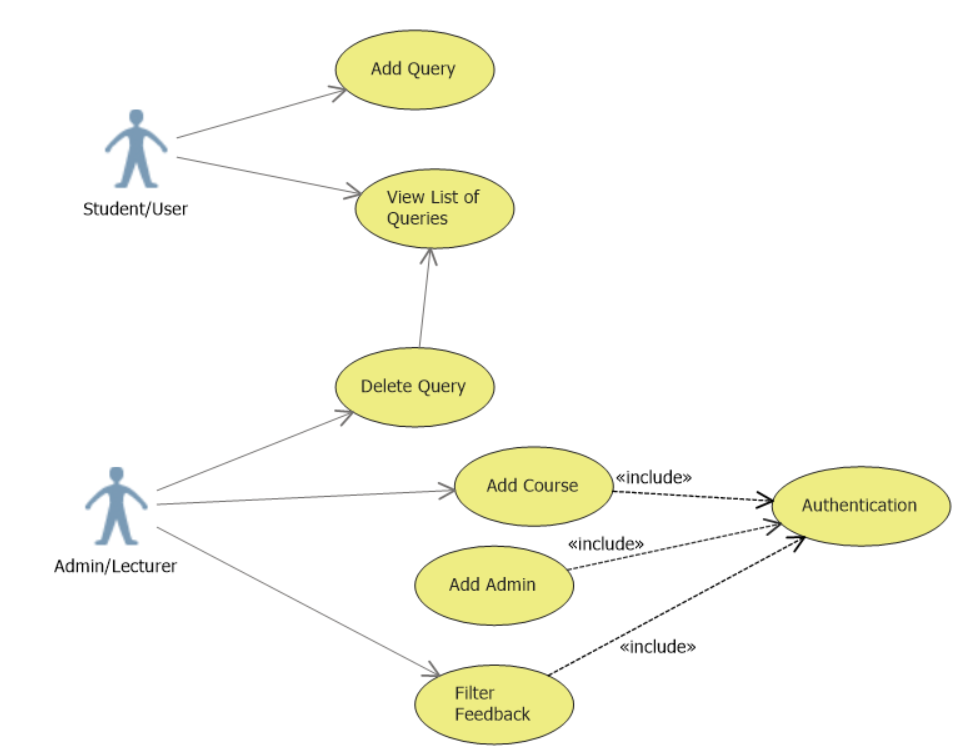 Add Query
Student/User
View List of
Queries
Delete Query
Admin/Lecturer
Add Course
«include»
Authentication
«include»
Add Admin
«include»
Filter
Feedback